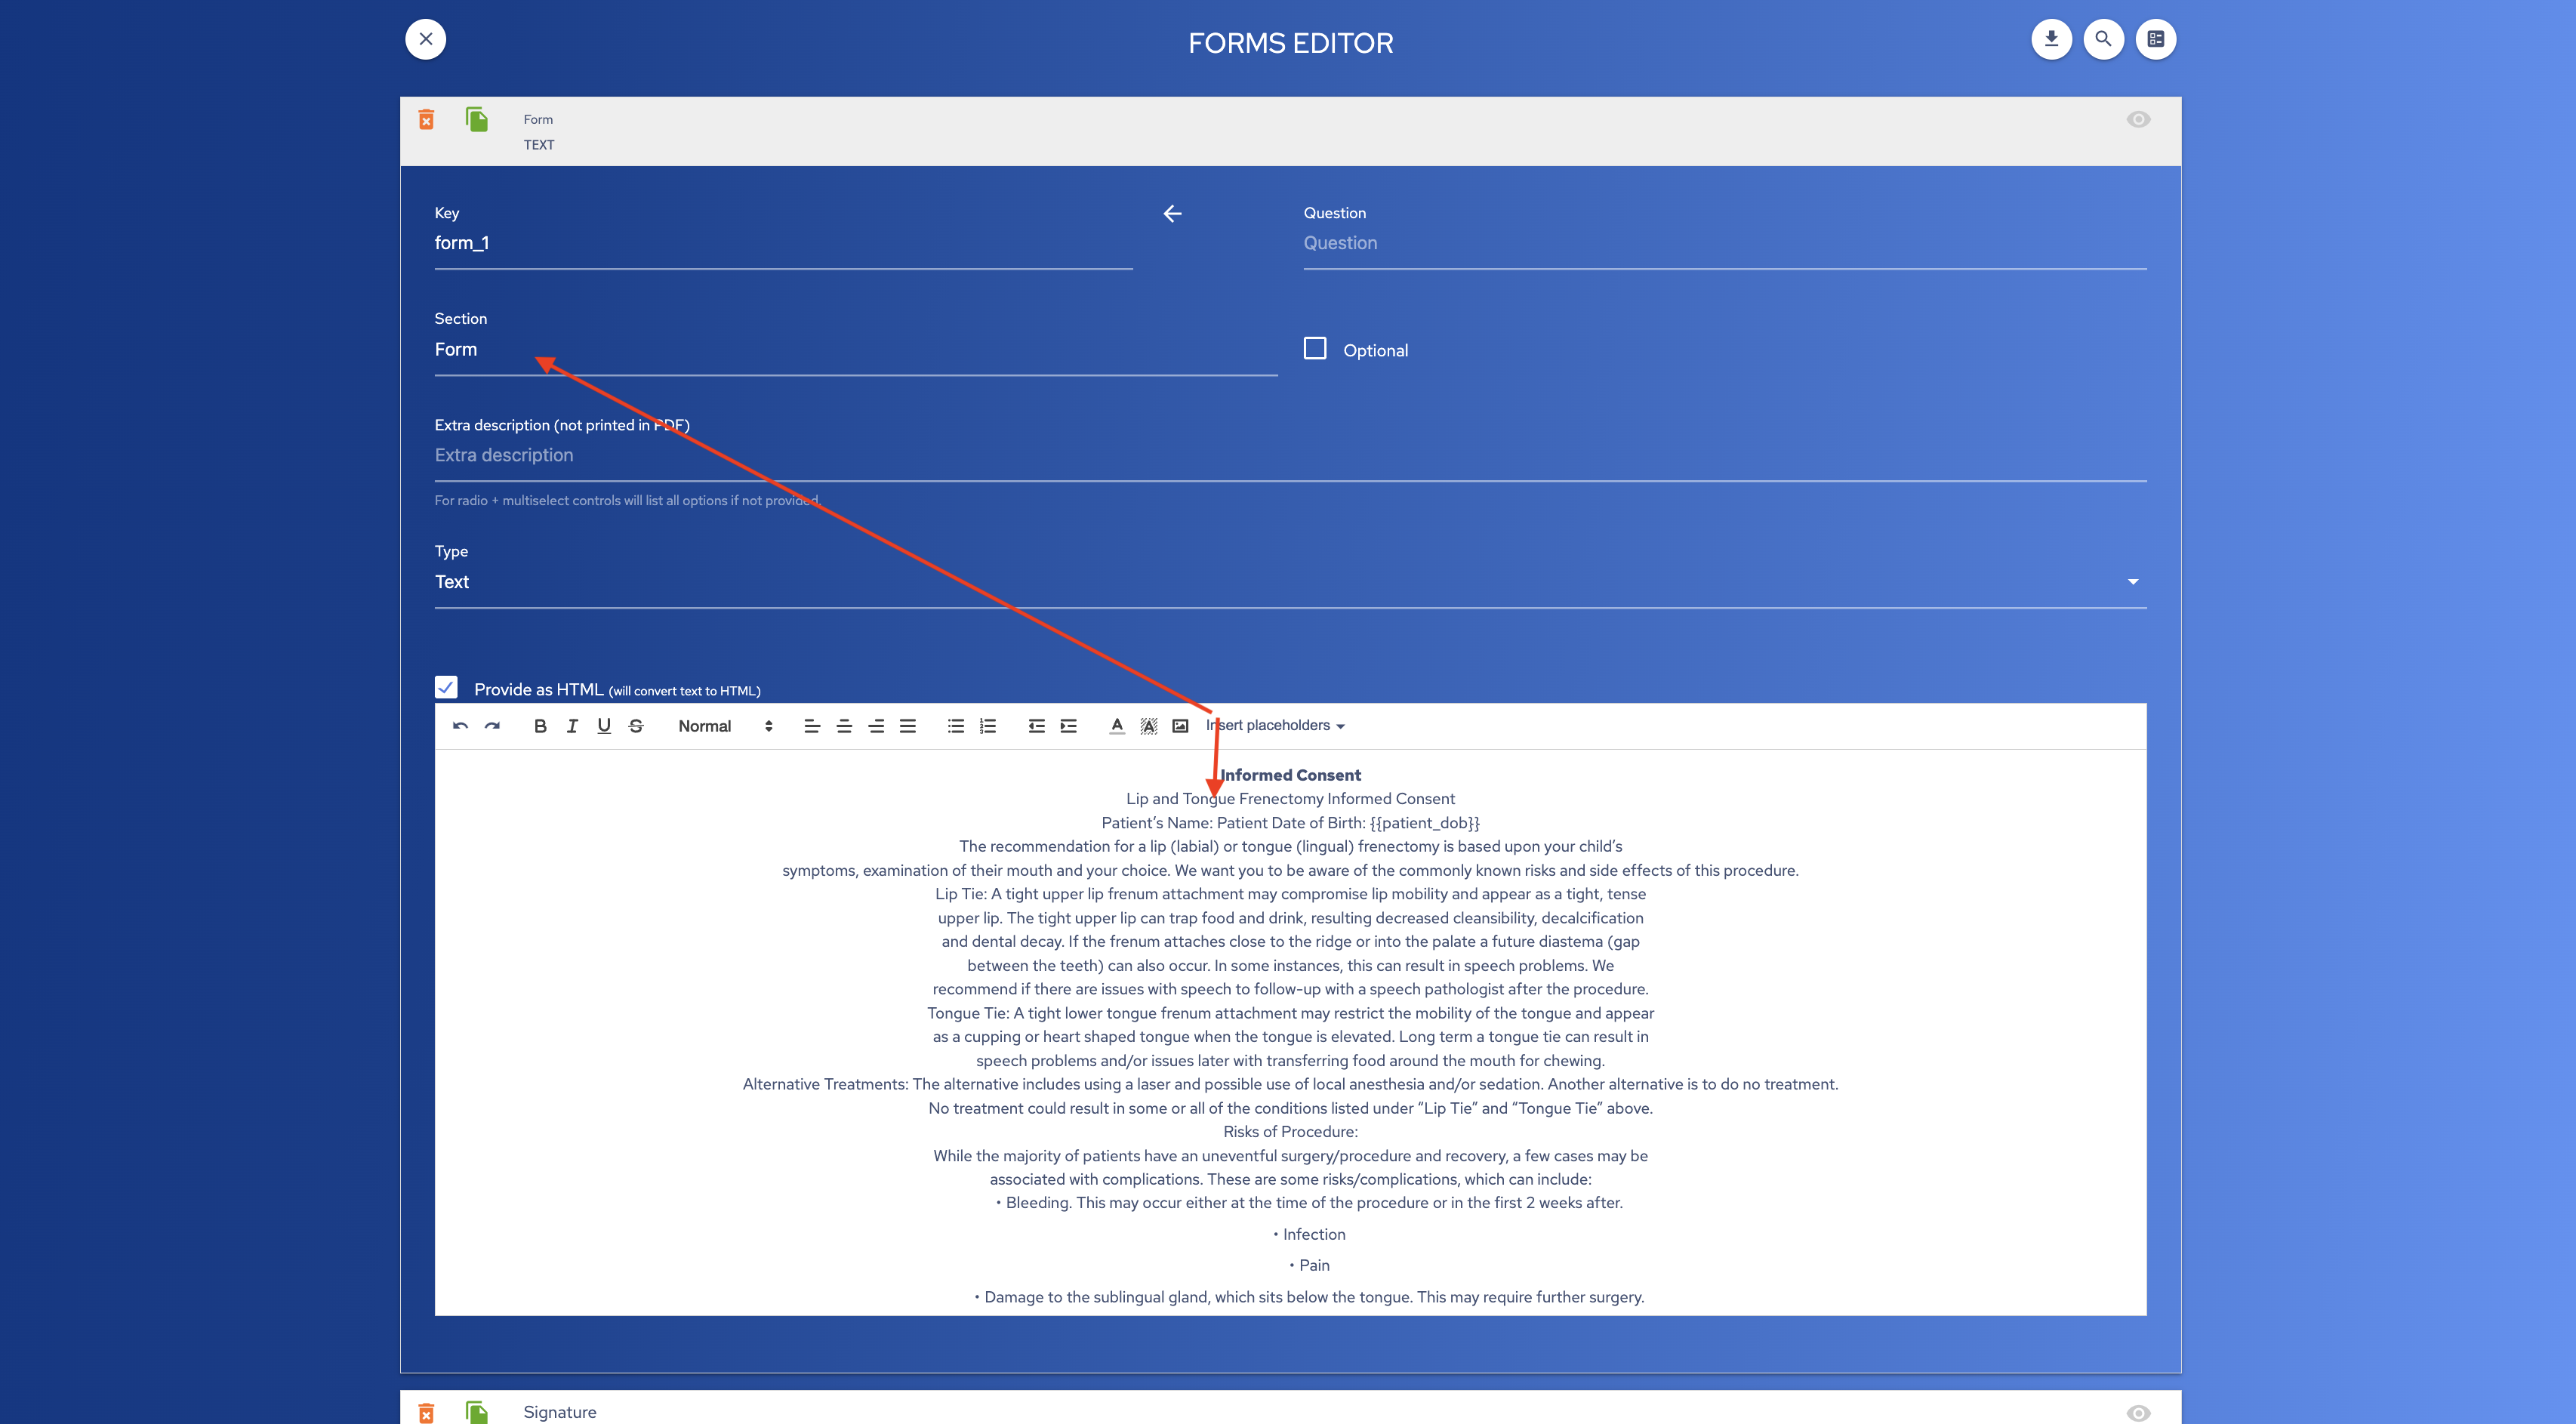 FORMS EDITOR
Form
TEXT
Key
form_1
Question
Question
Section
Form
Optional
Extra description (not printed in PDF)
Extra description
For radio + multiselect controls will list all options if not provided.
Type
Text
Provide as HTML (will convert text to HTML)
Normal
Insert placeholders
Informed Consent
Lip and Tongue Frenectomy Informed Consent
Patient’s Name: Patient Date of Birth: {{patient_dob}}
The recommendation for a lip (labial) or tongue (lingual) frenectomy is based upon your child’s
symptoms, examination of their mouth and your choice. We want you to be aware of the commonly known risks and side effects of this procedure.
Lip Tie: A tight upper lip frenum attachment may compromise lip mobility and appear as a tight, tense
upper lip. The tight upper lip can trap food and drink, resulting decreased cleansibility, decalcification
and dental decay. If the frenum attaches close to the ridge or into the palate a future diastema (gap
between the teeth) can also occur. In some instances, this can result in speech problems. We
recommend if there are issues with speech to follow-up with a speech pathologist after the procedure.
Tongue Tie: A tight lower tongue frenum attachment may restrict the mobility of the tongue and appear
as a cupping or heart shaped tongue when the tongue is elevated. Long term a tongue tie can result in
speech problems and/or issues later with transferring food around the mouth for chewing.
Alternative Treatments: The alternative includes using a laser and possible use of local anesthesia and/or sedation. Another alternative is to do no treatment.
No treatment could result in some or all of the conditions listed under “Lip Tie” and “Tongue Tie” above.
Risks of Procedure:
While the majority of patients have an uneventful surgery/procedure and recovery, a few cases may be
associated with complications. These are some risks/complications, which can include:
• Bleeding. This may occur either at the time of the procedure or in the first 2 weeks after.
• Infection
• Pain
• Damage to the sublingual gland, which sits below the tongue. This may require further surgery.
Signature